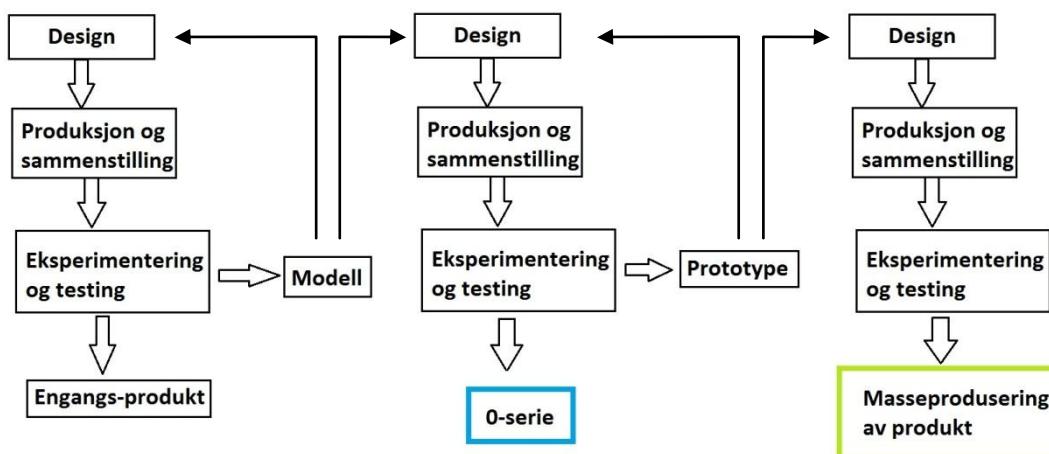 Design
Produksjon og
sammenstilling
Eksperimentering
og testing
Modell
Engangs-produkt
Design
Produksjon og
sammenstilling
Eksperimentering
og testing
Prototype
0-serie
Design
Produksjon og
sammenstilling
Eksperimentering
og testing
Masseprodusering
av produkt